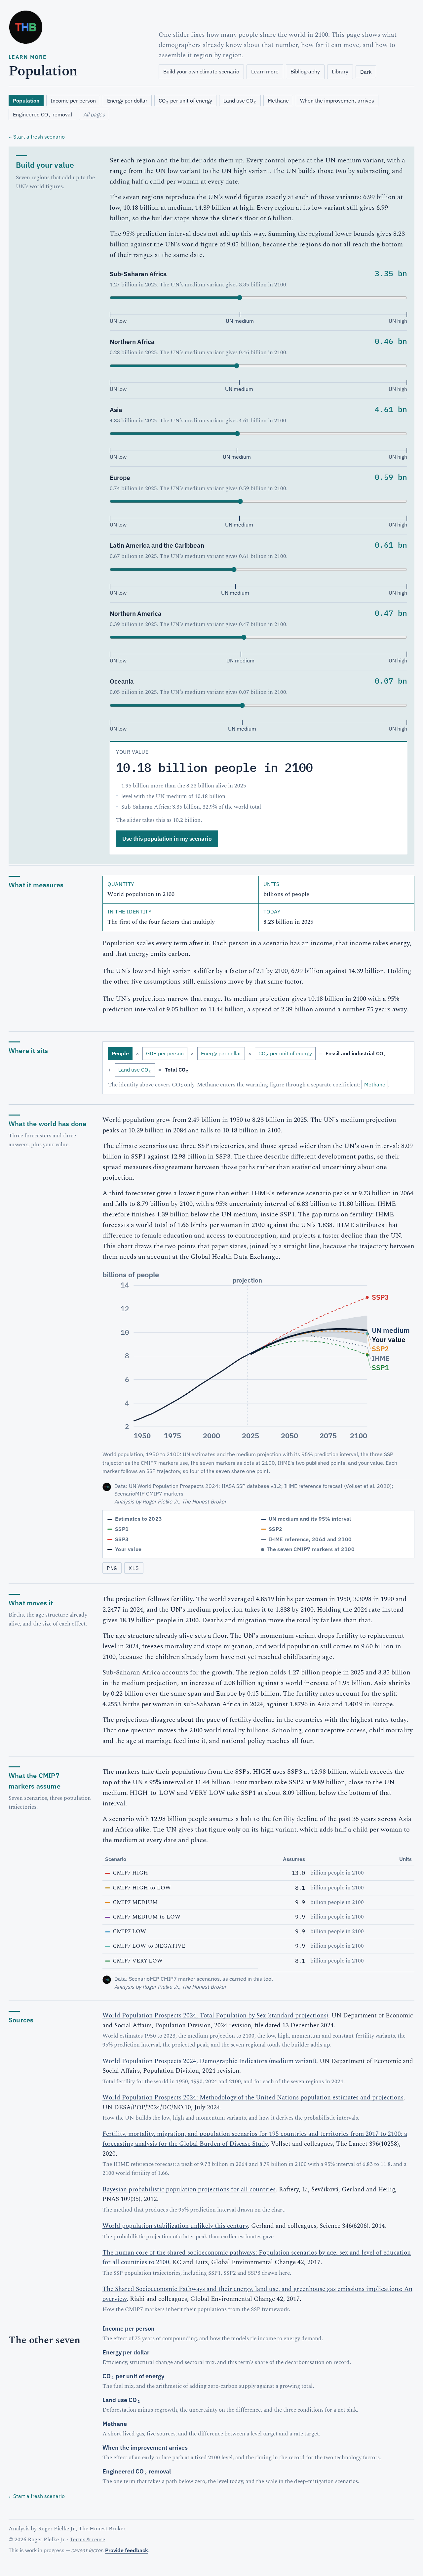 THB
LEARN MORE
Population
One slider fixes how many people share the world in 2100. This page shows what
demographers already know about that number, how far it can move, and how to
assemble it region by region.
Build your own climate scenario
Learn more
Bibliography
Library
Dark
Population
Income per person
Energy per dollar
CO₂ per unit of energy
Land use CO₂
Methane
When the improvement arrives
Engineered CO₂ removal
All pages
← Start a fresh scenario
Build your value
Seven regions that add up to the
UN's world figures.
Set each region and the builder adds them up. Every control opens at the UN medium variant, with a
range from the UN low variant to the UN high variant. The UN builds those two by subtracting and
adding half a child per woman at every date.
The seven regions reproduce the UN's world figures exactly at each of those variants: 6.99 billion
at low, 10.18 billion at medium, 14.39 billion at high. Every region at its low variant still gives 6.99
billion, so the builder stops above the slider's floor of 6 billion.
The 95% prediction interval does not add up this way. Summing the regional lower bounds gives 8.23
billion against the UN's world figure of 9.05 billion, because the regions do not all reach the bottom
of their ranges at the same date.
Sub-Saharan Africa
3.35 bn
1.27 billion in 2025. The UN's medium variant gives 3.35 billion in 2100.
UN low
UN medium
UN high
Northern Africa
0.46 bn
0.28 billion in 2025. The UN's medium variant gives 0.46 billion in 2100.
UN low
UN medium
UN high
Asia
4.61 bn
4.83 billion in 2025. The UN's medium variant gives 4.61 billion in 2100.
UN low
UN medium
UN high
Europe
0.59 bn
0.74 billion in 2025. The UN's medium variant gives 0.59 billion in 2100.
UN low
UN medium
UN high
Latin America and the Caribbean
0.61 bn
0.67 billion in 2025. The UN's medium variant gives 0.61 billion in 2100.
UN low
UN medium
UN high
Northern America
0.47 bn
0.39 billion in 2025. The UN's medium variant gives 0.47 billion in 2100.
UN low
UN medium
UN high
Oceania
0.07 bn
0.05 billion in 2025. The UN's medium variant gives 0.07 billion in 2100.
UN low
UN medium
UN high
YOUR VALUE
10.18 billion people in 2100
1.95 billion more than the 8.23 billion alive in 2025
level with the UN medium of 10.18 billion
Sub-Saharan Africa: 3.35 billion, 32.9% of the world total
The slider takes this as 10.2 billion.
Use this population in my scenario
What it measures
QUANTITY
World population in 2100
UNITS
billions of people
IN THE IDENTITY
The first of the four factors that multiply
TODAY
8.23 billion in 2025
Population scales every term after it. Each person in a scenario has an income, that income takes energy,
and that energy emits carbon.
The UN's low and high variants differ by a factor of 2.1 by 2100, 6.99 billion against 14.39 billion. Holding
the other five assumptions still, emissions move by that same factor.
The UN's projections narrow that range. Its medium projection gives 10.18 billion in 2100 with a 95%
prediction interval of 9.05 billion to 11.44 billion, a spread of 2.39 billion around a number 75 years away.
Where it sits
People
×
GDP per person
×
Energy per dollar
×
CO₂ per unit of energy
=
Fossil and industrial CO₂
+
Land use CO₂
=
Total CO₂
The identity above covers CO₂ only. Methane enters the warming figure through a separate coefficient:
Methane
What the world has done
Three forecasters and three
answers, plus your value.
World population grew from 2.49 billion in 1950 to 8.23 billion in 2025. The UN's medium projection
peaks at 10.29 billion in 2084 and falls to 10.18 billion in 2100.
The climate scenarios use three SSP trajectories, and those spread wider than the UN's own interval: 8.09
billion in SSP1 against 12.98 billion in SSP3. The three describe different development paths, so their
spread measures disagreement between those paths rather than statistical uncertainty about one
projection.
A third forecaster gives a lower figure than either. IHME's reference scenario peaks at 9.73 billion in 2064
and falls to 8.79 billion by 2100, with a 95% uncertainty interval of 6.83 billion to 11.80 billion. IHME
therefore finishes 1.39 billion below the UN medium, inside SSP1. The gap turns on fertility: IHME
forecasts a world total of 1.66 births per woman in 2100 against the UN's 1.838. IHME attributes that
difference to female education and access to contraception, and projects a faster decline than the UN.
This chart draws the two points that paper states, joined by a straight line, because the trajectory between
them needs an account at the Global Health Data Exchange.
billions of people
projection
14
12
10
8
6
4
2
1950
1975
2000
2025
2050
2075
2100
SSP3
UN medium
Your value
SSP2
IHME
SSP1
World population, 1950 to 2100: UN estimates and the medium projection with its 95% prediction interval, the three SSP
trajectories the CMIP7 markers use, the seven markers as dots at 2100, IHME's two published points, and your value. Each
marker follows an SSP trajectory, so four of the seven share one point.
Data: UN World Population Prospects 2024; IIASA SSP database v3.2; IHME reference forecast (Vollset et al. 2020);
ScenarioMIP CMIP7 markers
Analysis by Roger Pielke Jr., The Honest Broker
Estimates to 2023
UN medium and its 95% interval
SSP1
SSP2
SSP3
IHME reference, 2064 and 2100
Your value
The seven CMIP7 markers at 2100
PNG
XLS
What moves it
Births, the age structure already
alive, and the size of each effect.
The projection follows fertility. The world averaged 4.8519 births per woman in 1950, 3.3098 in 1990 and
2.2477 in 2024, and the UN's medium projection takes it to 1.838 by 2100. Holding the 2024 rate instead
gives 18.19 billion people in 2100. Deaths and migration move the total by far less than that.
The age structure already alive sets a floor. The UN's momentum variant drops fertility to replacement
level in 2024, freezes mortality and stops migration, and world population still comes to 9.60 billion in
2100, because the children already born have not yet reached childbearing age.
Sub-Saharan Africa accounts for the growth. The region holds 1.27 billion people in 2025 and 3.35 billion
in the medium projection, an increase of 2.08 billion against a world increase of 1.95 billion. Asia shrinks
by 0.22 billion over the same span and Europe by 0.15 billion. The fertility rates account for the split:
4.2553 births per woman in sub-Saharan Africa in 2024, against 1.8796 in Asia and 1.4019 in Europe.
The projections disagree about the pace of fertility decline in the countries with the highest rates today.
That one question moves the 2100 world total by billions. Schooling, contraceptive access, child mortality
and the age at marriage feed into it, and national policy reaches all four.
What the CMIP7
markers assume
Seven scenarios, three population
trajectories.
The markers take their populations from the SSPs. HIGH uses SSP3 at 12.98 billion, which exceeds the
top of the UN's 95% interval of 11.44 billion. Four markers take SSP2 at 9.89 billion, close to the UN
medium. HIGH-to-LOW and VERY LOW take SSP1 at about 8.09 billion, below the bottom of that
interval.
A scenario with 12.98 billion people assumes a halt to the fertility decline of the past 35 years across Asia
and Africa alike. The UN gives that figure only on its high variant, which adds half a child per woman to
the medium at every date and place.
Scenario
Assumes
Units
CMIP7 HIGH
13.0
billion people in 2100
CMIP7 HIGH-to-LOW
8.1
billion people in 2100
CMIP7 MEDIUM
9.9
billion people in 2100
CMIP7 MEDIUM-to-LOW
9.9
billion people in 2100
CMIP7 LOW
9.9
billion people in 2100
CMIP7 LOW-to-NEGATIVE
9.9
billion people in 2100
CMIP7 VERY LOW
8.1
billion people in 2100
Data: ScenarioMIP CMIP7 marker scenarios, as carried in this tool
Analysis by Roger Pielke Jr., The Honest Broker
Sources
World Population Prospects 2024, Total Population by Sex (standard projections). UN Department of Economic
and Social Affairs, Population Division, 2024 revision, file dated 13 December 2024.
World estimates 1950 to 2023, the medium projection to 2100, the low, high, momentum and constant-fertility variants, the
95% prediction interval, the projected peak, and the seven regional totals the builder adds up.
World Population Prospects 2024, Demographic Indicators (medium variant). UN Department of Economic and
Social Affairs, Population Division, 2024 revision.
Total fertility for the world in 1950, 1990, 2024 and 2100, and for each of the seven regions in 2024.
World Population Prospects 2024: Methodology of the United Nations population estimates and projections.
UN DESA/POP/2024/DC/NO.10, July 2024.
How the UN builds the low, high and momentum variants, and how it derives the probabilistic intervals.
Fertility, mortality, migration, and population scenarios for 195 countries and territories from 2017 to 2100: a
forecasting analysis for the Global Burden of Disease Study. Vollset and colleagues, The Lancet 396(10258),
2020.
The IHME reference forecast: a peak of 9.73 billion in 2064 and 8.79 billion in 2100 with a 95% interval of 6.83 to 11.8, and a
2100 world fertility of 1.66.
Bayesian probabilistic population projections for all countries. Raftery, Li, Ševčíková, Gerland and Heilig,
PNAS 109(35), 2012.
The method that produces the 95% prediction interval drawn on the chart.
World population stabilization unlikely this century. Gerland and colleagues, Science 346(6206), 2014.
The probabilistic projection of a later peak than earlier estimates gave.
The human core of the shared socioeconomic pathways: Population scenarios by age, sex and level of education
for all countries to 2100. KC and Lutz, Global Environmental Change 42, 2017.
The SSP population trajectories, including SSP1, SSP2 and SSP3 drawn here.
The Shared Socioeconomic Pathways and their energy, land use, and greenhouse gas emissions implications: An
overview. Riahi and colleagues, Global Environmental Change 42, 2017.
How the CMIP7 markers inherit their populations from the SSP framework.
The other seven
Income per person
The effect of 75 years of compounding, and how the models tie income to energy demand.
Energy per dollar
Efficiency, structural change and sectoral mix, and this term's share of the decarbonisation on record.
CO₂ per unit of energy
The fuel mix, and the arithmetic of adding zero-carbon supply against a growing total.
Land use CO₂
Deforestation minus regrowth, the uncertainty on the difference, and the three conditions for a net sink.
Methane
A short-lived gas, five sources, and the difference between a level target and a rate target.
When the improvement arrives
The effect of an early or late path at a fixed 2100 level, and the timing in the record for the two technology factors.
Engineered CO₂ removal
The one term that takes a path below zero, the level today, and the scale in the deep-mitigation scenarios.
← Start a fresh scenario
Analysis by Roger Pielke Jr., The Honest Broker.
© 2026 Roger Pielke Jr. · Terms & reuse
This is work in progress — caveat lector. Provide feedback.